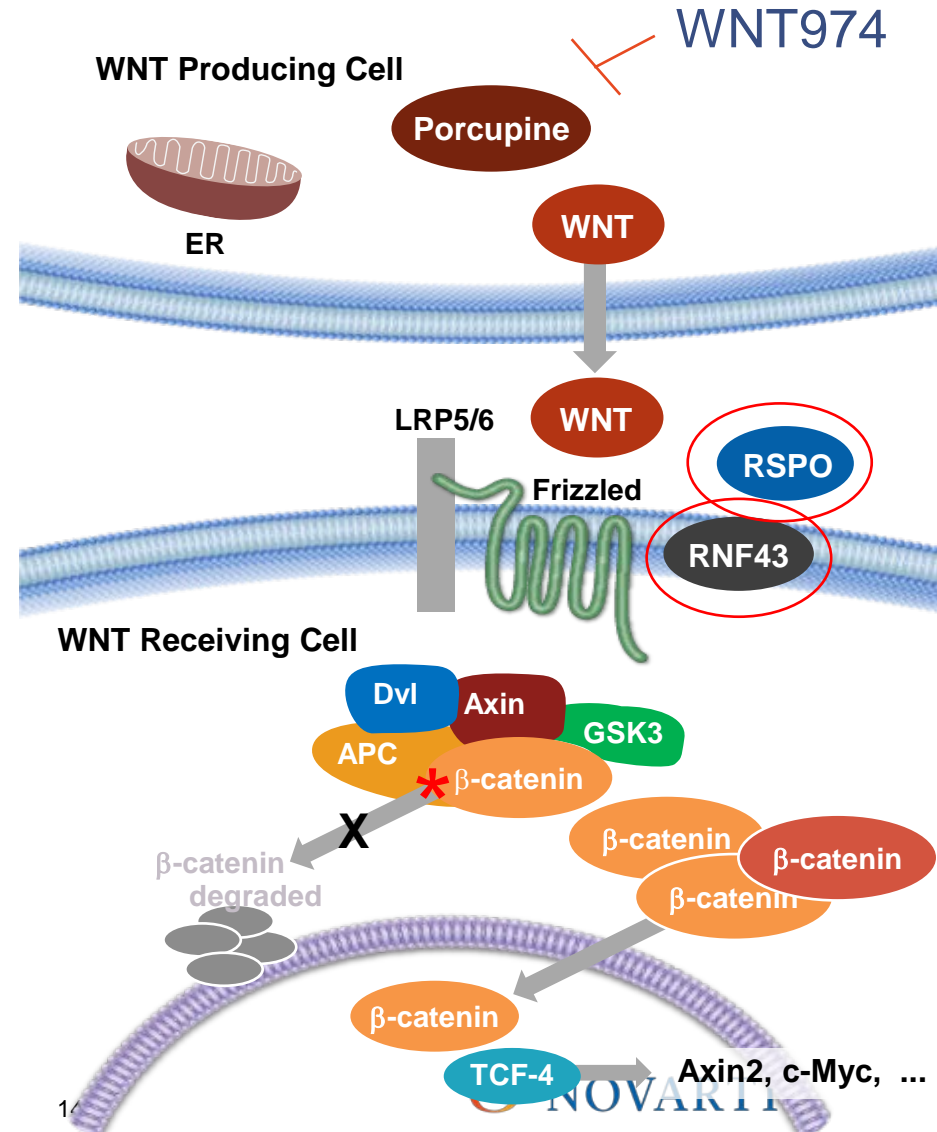 WNT974
WNT Producing Cell
Porcupine
ER
WNT
WNT
LRP5/6
RSPO
Frizzled
RNF43
WNT Receiving Cell
Dvl
Axin
GSK3
APC
*
β-catenin
X
β-catenin
β-catenin
β-catenin
β-catenin
degraded
β-catenin
TCF-4
Axin2, c-Myc, ...